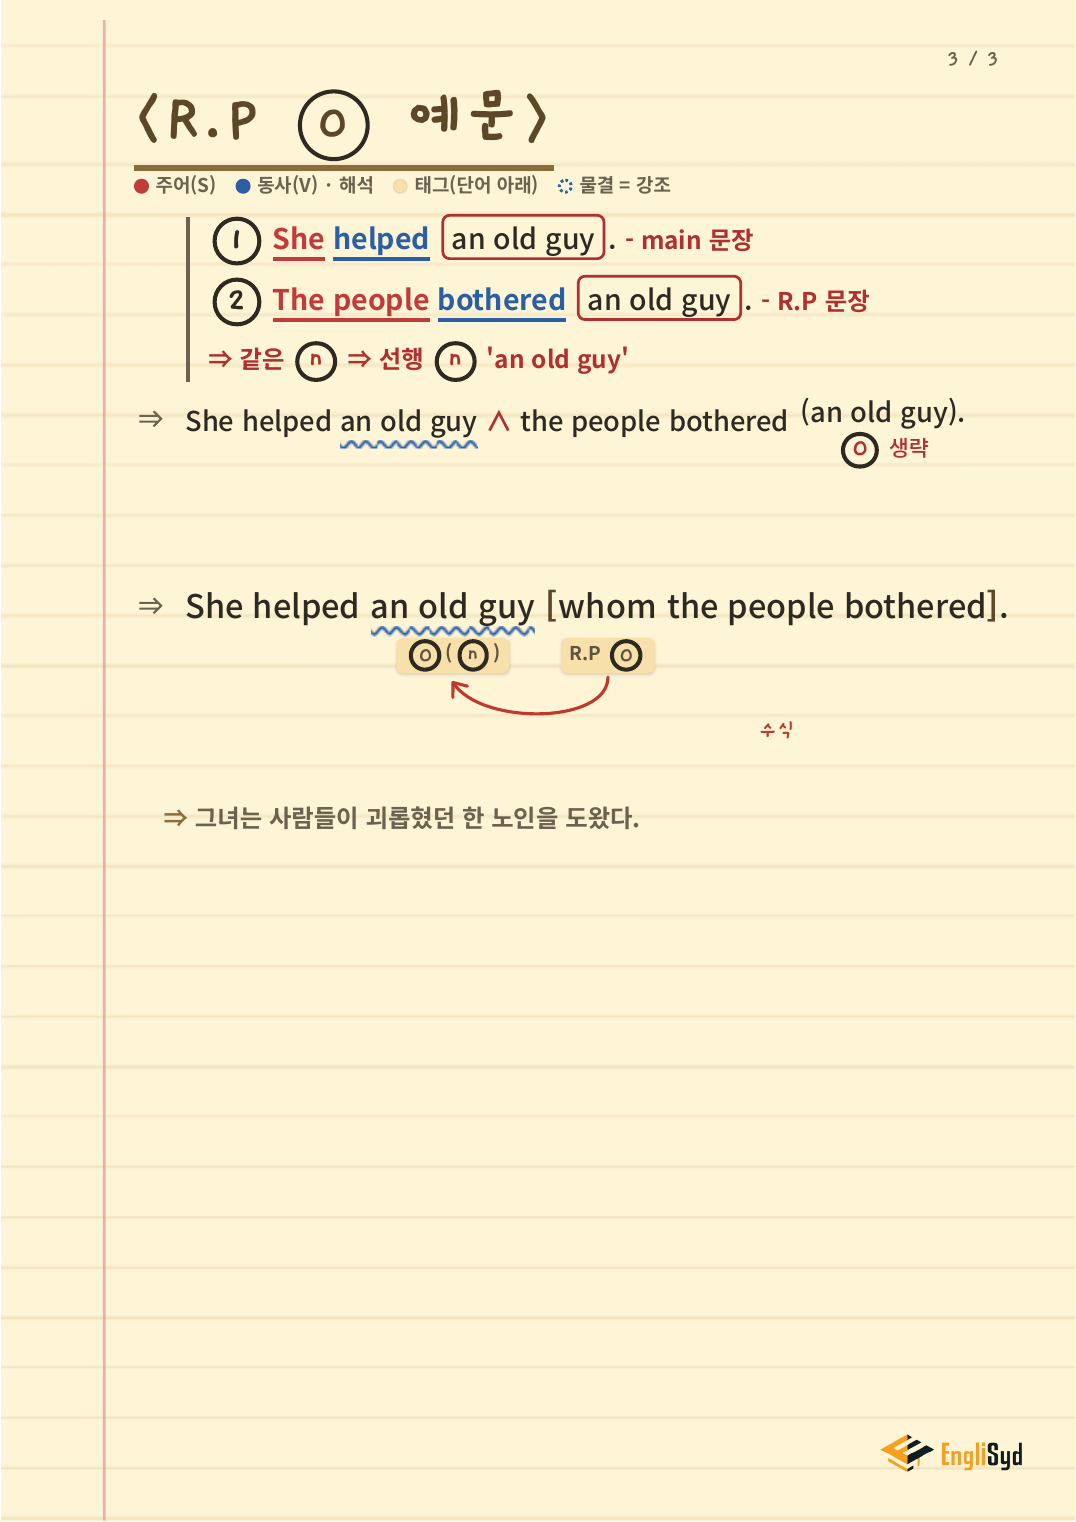 3 / 3
<R.P O 예문>
주어(S) 동사(V) · 해석 태그(단어 아래) 물결 = 강조
1 She helped an old guy. - main 문장
2 The people bothered an old guy. - R.P 문장
⇒ 같은 n ⇒ 선행 n 'an old guy'
⇒ She helped an old guy ∧ the people bothered (an old guy).
O 생략
⇒ She helped an old guy [whom the people bothered].
O(n) R.P O
수식
⇒ 그녀는 사람들이 괴롭혔던 한 노인을 도왔다.
EngliSyd